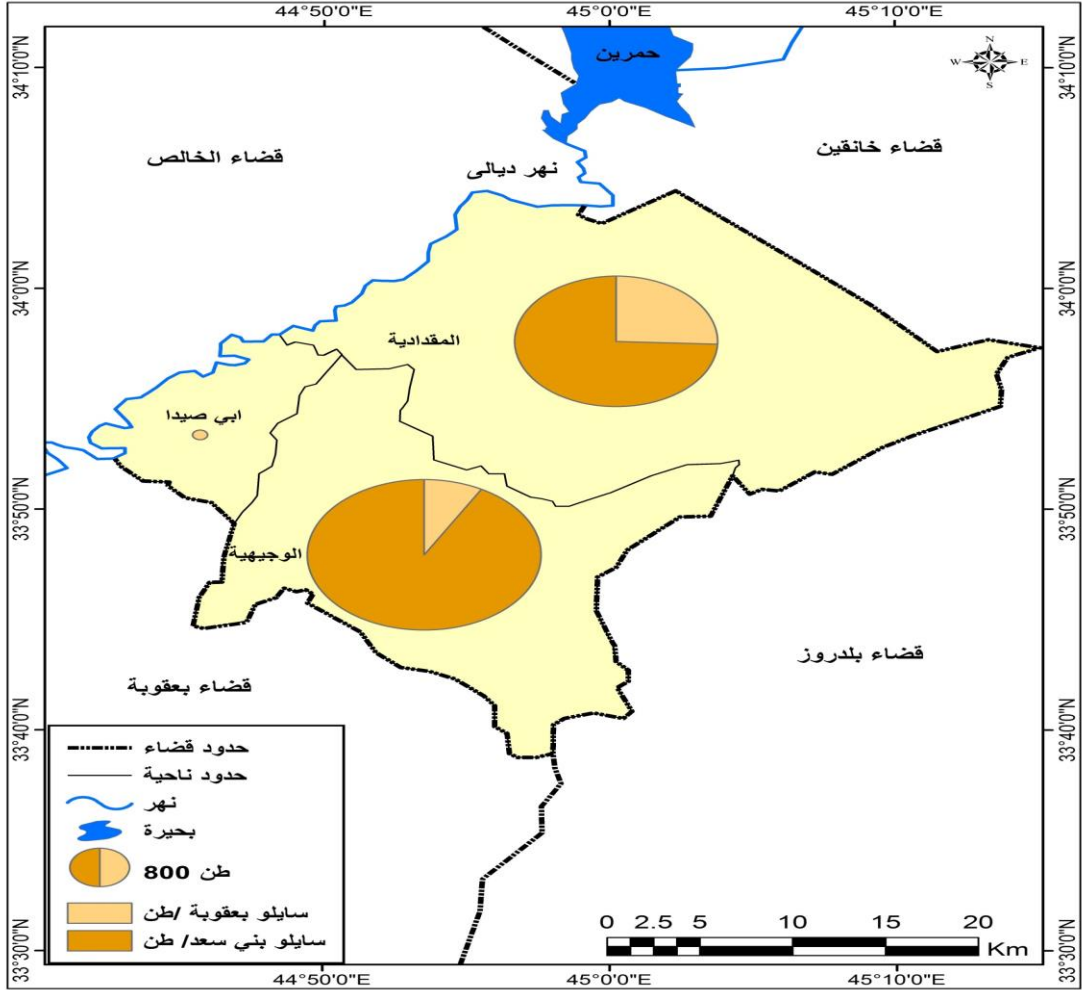 44°50'0"E
45°0'0"E
45°10'0"E
34°10'0"N
34°10'0"N
حمرين
N
W
E
S
قضاء الخالص
نهر ديالى
قضاء خانقين
34°0'0"N
34°0'0"N
المقدادية
ابي صيدا
33°50'0"N
33°50'0"N
الوجيهية
قضاء بعقوبة
قضاء بلدروز
33°40'0"N
33°40'0"N
حدود قضاء
حدود ناحية
نهر
بحيرة
800 طن
سايلو بعقوبة /طن
سايلو بني سعد/ طن
0 2.5 5 10 15 20
Km
33°30'0"N
33°30'0"N
44°50'0"E
45°0'0"E
45°10'0"E